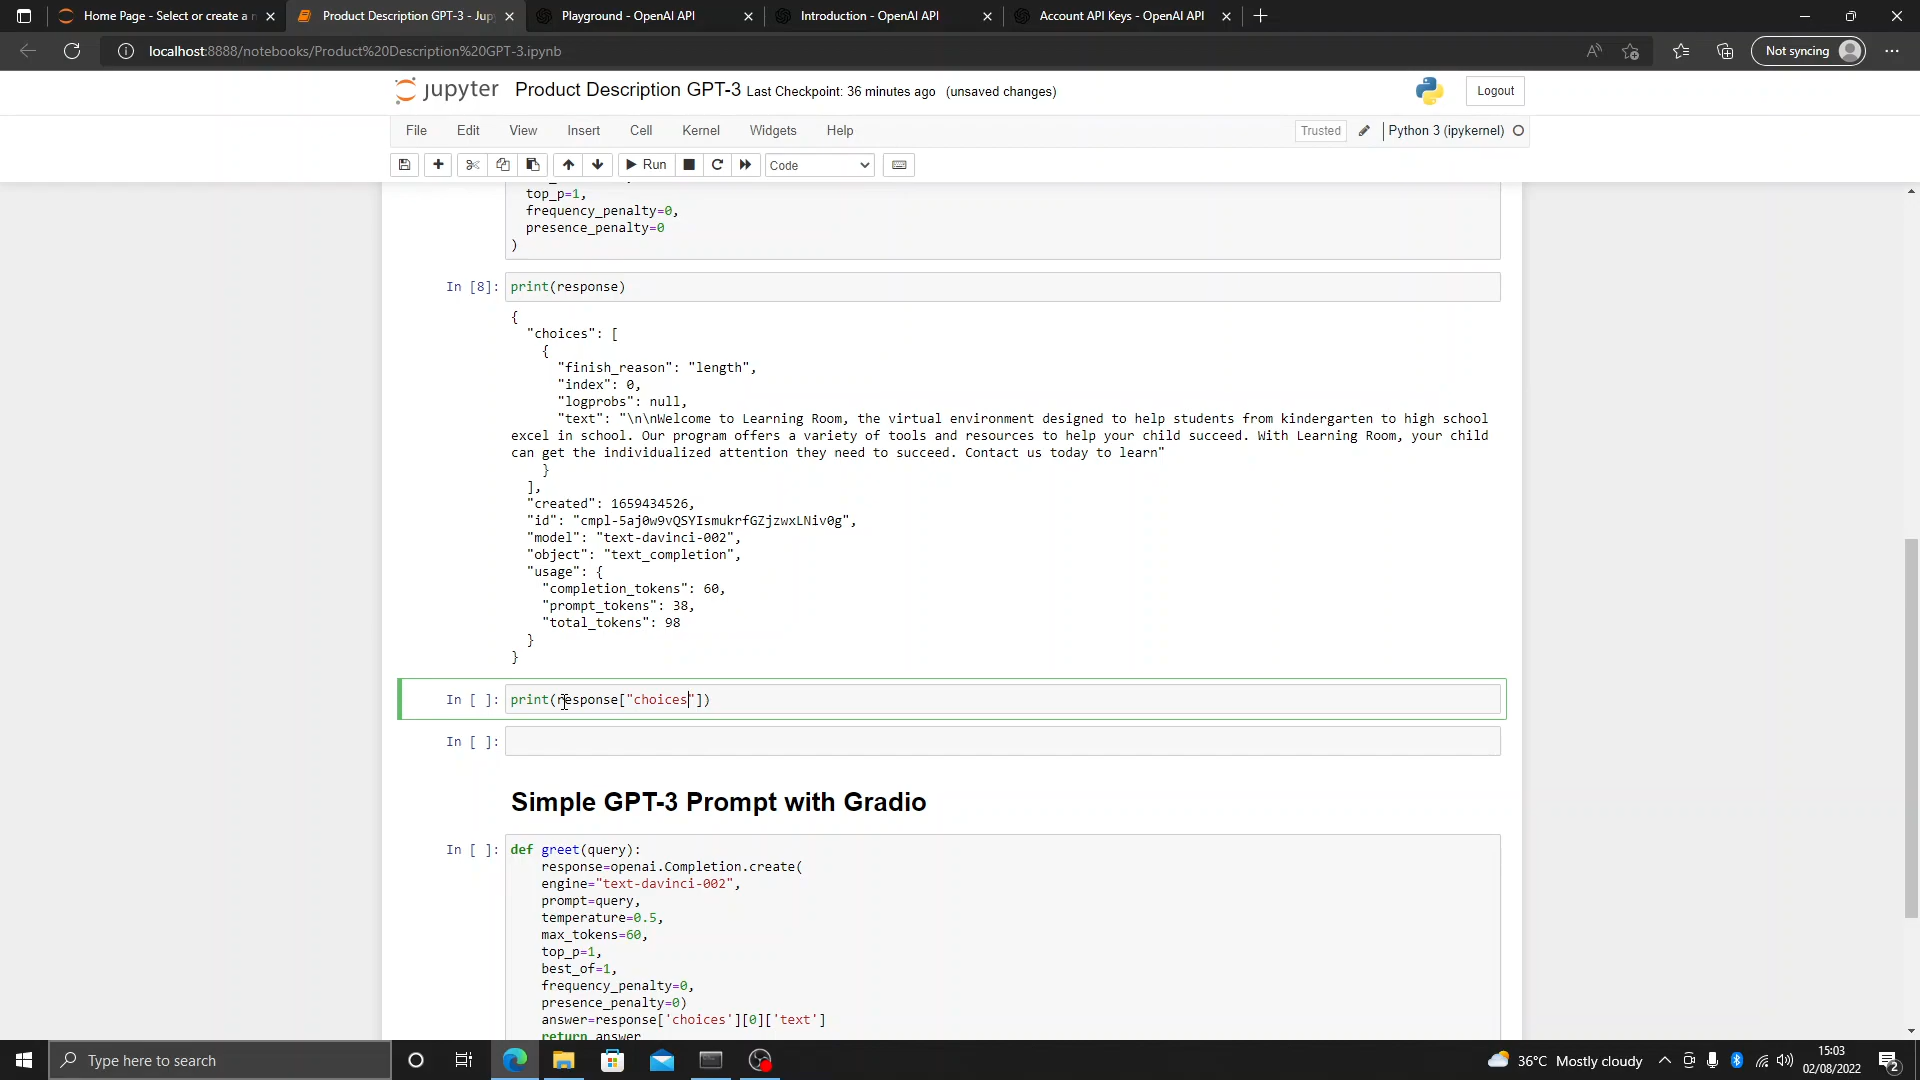 Home Page - Select or create a n
Product Description GPT-3 - Jup
Playground - OpenAI API
Introduction - OpenAI API
Account API Keys - OpenAI API
localhost:8888/notebooks/Product%20Description%20GPT-3.ipynb
Not syncing
jupyter Product Description GPT-3 Last Checkpoint: 36 minutes ago (unsaved changes)
Logout
File Edit View Insert Cell Kernel Widgets Help
Trusted
Python 3 (ipykernel)
Run
Code
top_p=1,
frequency_penalty=0,
presence_penalty=0
)
In [8]: print(response)
{
"choices": [
{
"finish_reason": "length",
"index": 0,
"logprobs": null,
"text": "\n\nWelcome to Learning Room, the virtual environment designed to help students from kindergarten to high school
excel in school. Our program offers a variety of tools and resources to help your child succeed. With Learning Room, your child
can get the individualized attention they need to succeed. Contact us today to learn"
}
],
"created": 1659434526,
"id": "cmpl-5aj0w9vQSYIsmukrfGZjzwxLNiv0g",
"model": "text-davinci-002",
"object": "text_completion",
"usage": {
"completion_tokens": 60,
"prompt_tokens": 38,
"total_tokens": 98
}
}
In [ ]: print(response["choices"])
In [ ]:
Simple GPT-3 Prompt with Gradio
In [ ]: def greet(query):
response=openai.Completion.create(
engine="text-davinci-002",
prompt=query,
temperature=0.5,
max_tokens=60,
top_p=1,
best_of=1,
frequency_penalty=0,
presence_penalty=0)
answer=response['choices'][0]['text']
return answer
Type here to search
36°C Mostly cloudy
15:03
02/08/2022
2